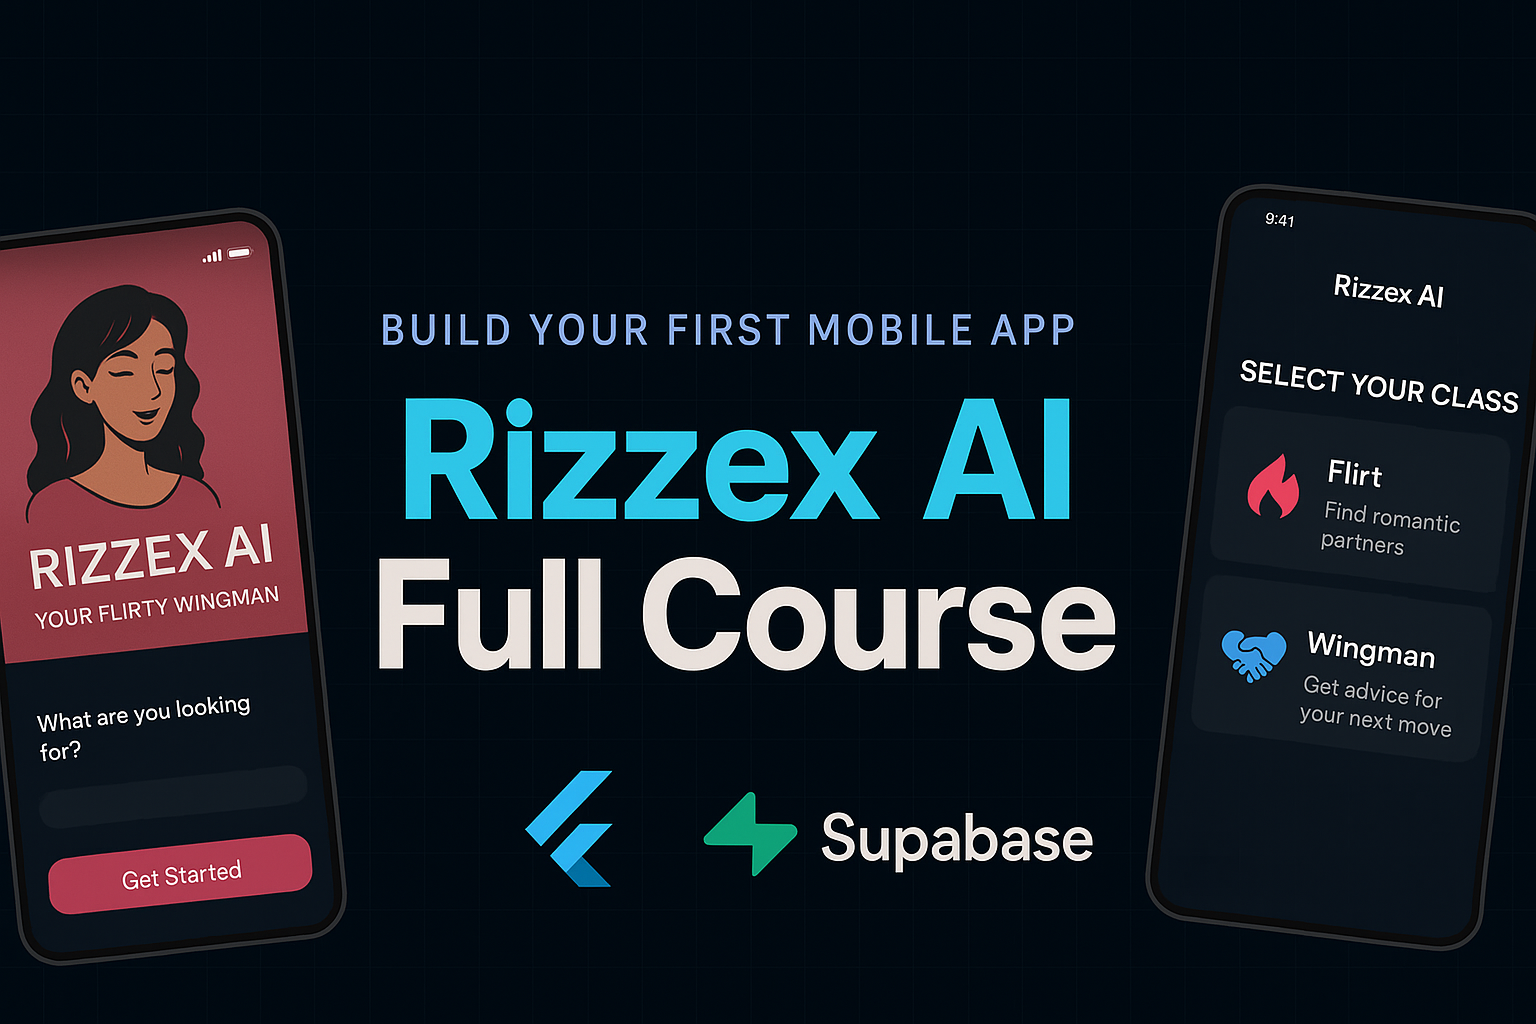 RIZZEX AI
YOUR FLIRTY WINGMAN
What are you looking
for?
Get Started
BUILD YOUR FIRST MOBILE APP
Rizzex AI
Full Course
Supabase
9:41
Rizzex AI
SELECT YOUR CLASS
Flirt
Find romantic
partners
Wingman
Get advice for
your next move